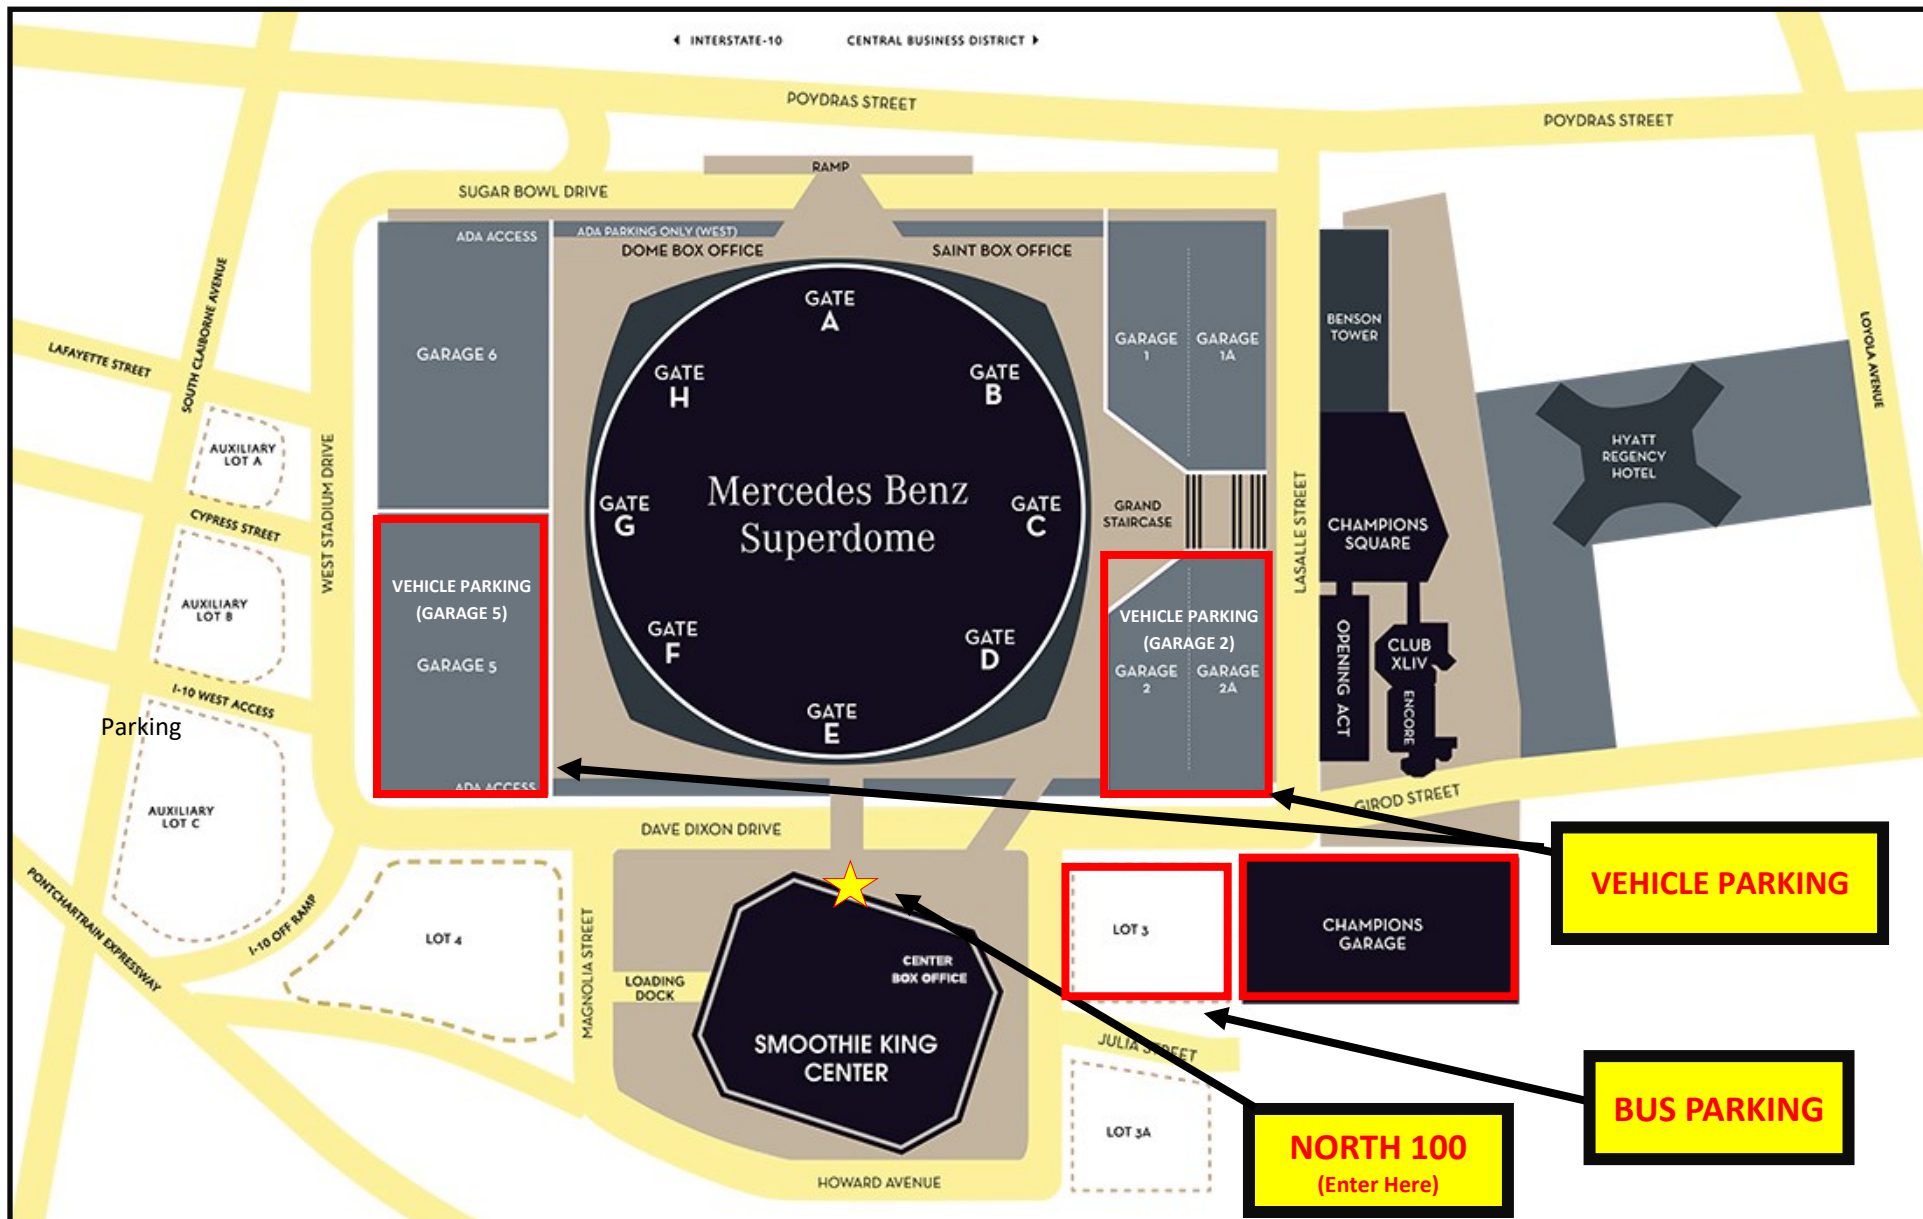 INTERSTATE-10
CENTRAL BUSINESS DISTRICT
POYDRAS STREET
POYDRAS STREET
RAMP
SUGAR BOWL DRIVE
ADA ACCESS
ADA PARKING ONLY (WEST)
DOME BOX OFFICE
SAINT BOX OFFICE
SOUTH CLAIBORNE AVENUE
LAFAYETTE STREET
GARAGE 6
GATE
A
GATE
H
GATE
B
GARAGE
1
GARAGE
1A
BENSON
TOWER
LOYOLA AVENUE
HYATT
REGENCY
HOTEL
AUXILIARY
LOT A
WEST STADIUM DRIVE
CYPRESS STREET
GATE
G
Mercedes Benz
Superdome
GATE
C
GRAND
STAIRCASE
LASALLE STREET
CHAMPIONS
SQUARE
AUXILIARY
LOT B
VEHICLE PARKING
(GARAGE 5)
GARAGE 5
GATE
F
GATE
D
VEHICLE PARKING
(GARAGE 2)
GARAGE
2
GARAGE
2A
OPENING ACT
CLUB
XLIV
ENCORE
I-10 WEST ACCESS
Parking
GATE
E
AUXILIARY
LOT C
ADA ACCESS
GIROD STREET
DAVE DIXON DRIVE
VEHICLE PARKING
PONTCHARTRAIN EXPRESSWAY
I-10 OFF RAMP
LOT 4
MAGNOLIA STREET
LOADING
DOCK
CENTER
BOX OFFICE
LOT 3
CHAMPIONS
GARAGE
SMOOTHIE KING
CENTER
JULIA STREET
BUS PARKING
LOT 3A
NORTH 100
(Enter Here)
HOWARD AVENUE